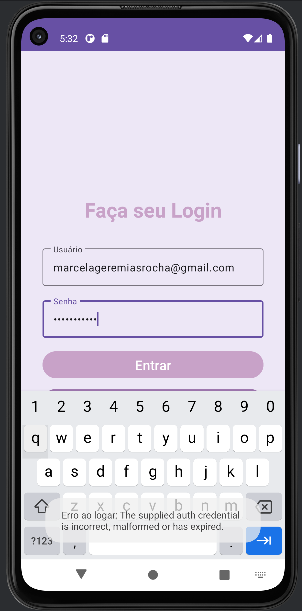 5:32
Faça seu Login
Usuário
marcelageremiasrocha@gmail.com
Senha
•••••••••••
Entrar
1 2 3 4 5 6 7 8 9 0
q w e r t y u i o p
a s d f g h j k l
z x c v b n m
Erro ao logar: The supplied auth credential
is incorrect, malformed or has expired.
?123 , .